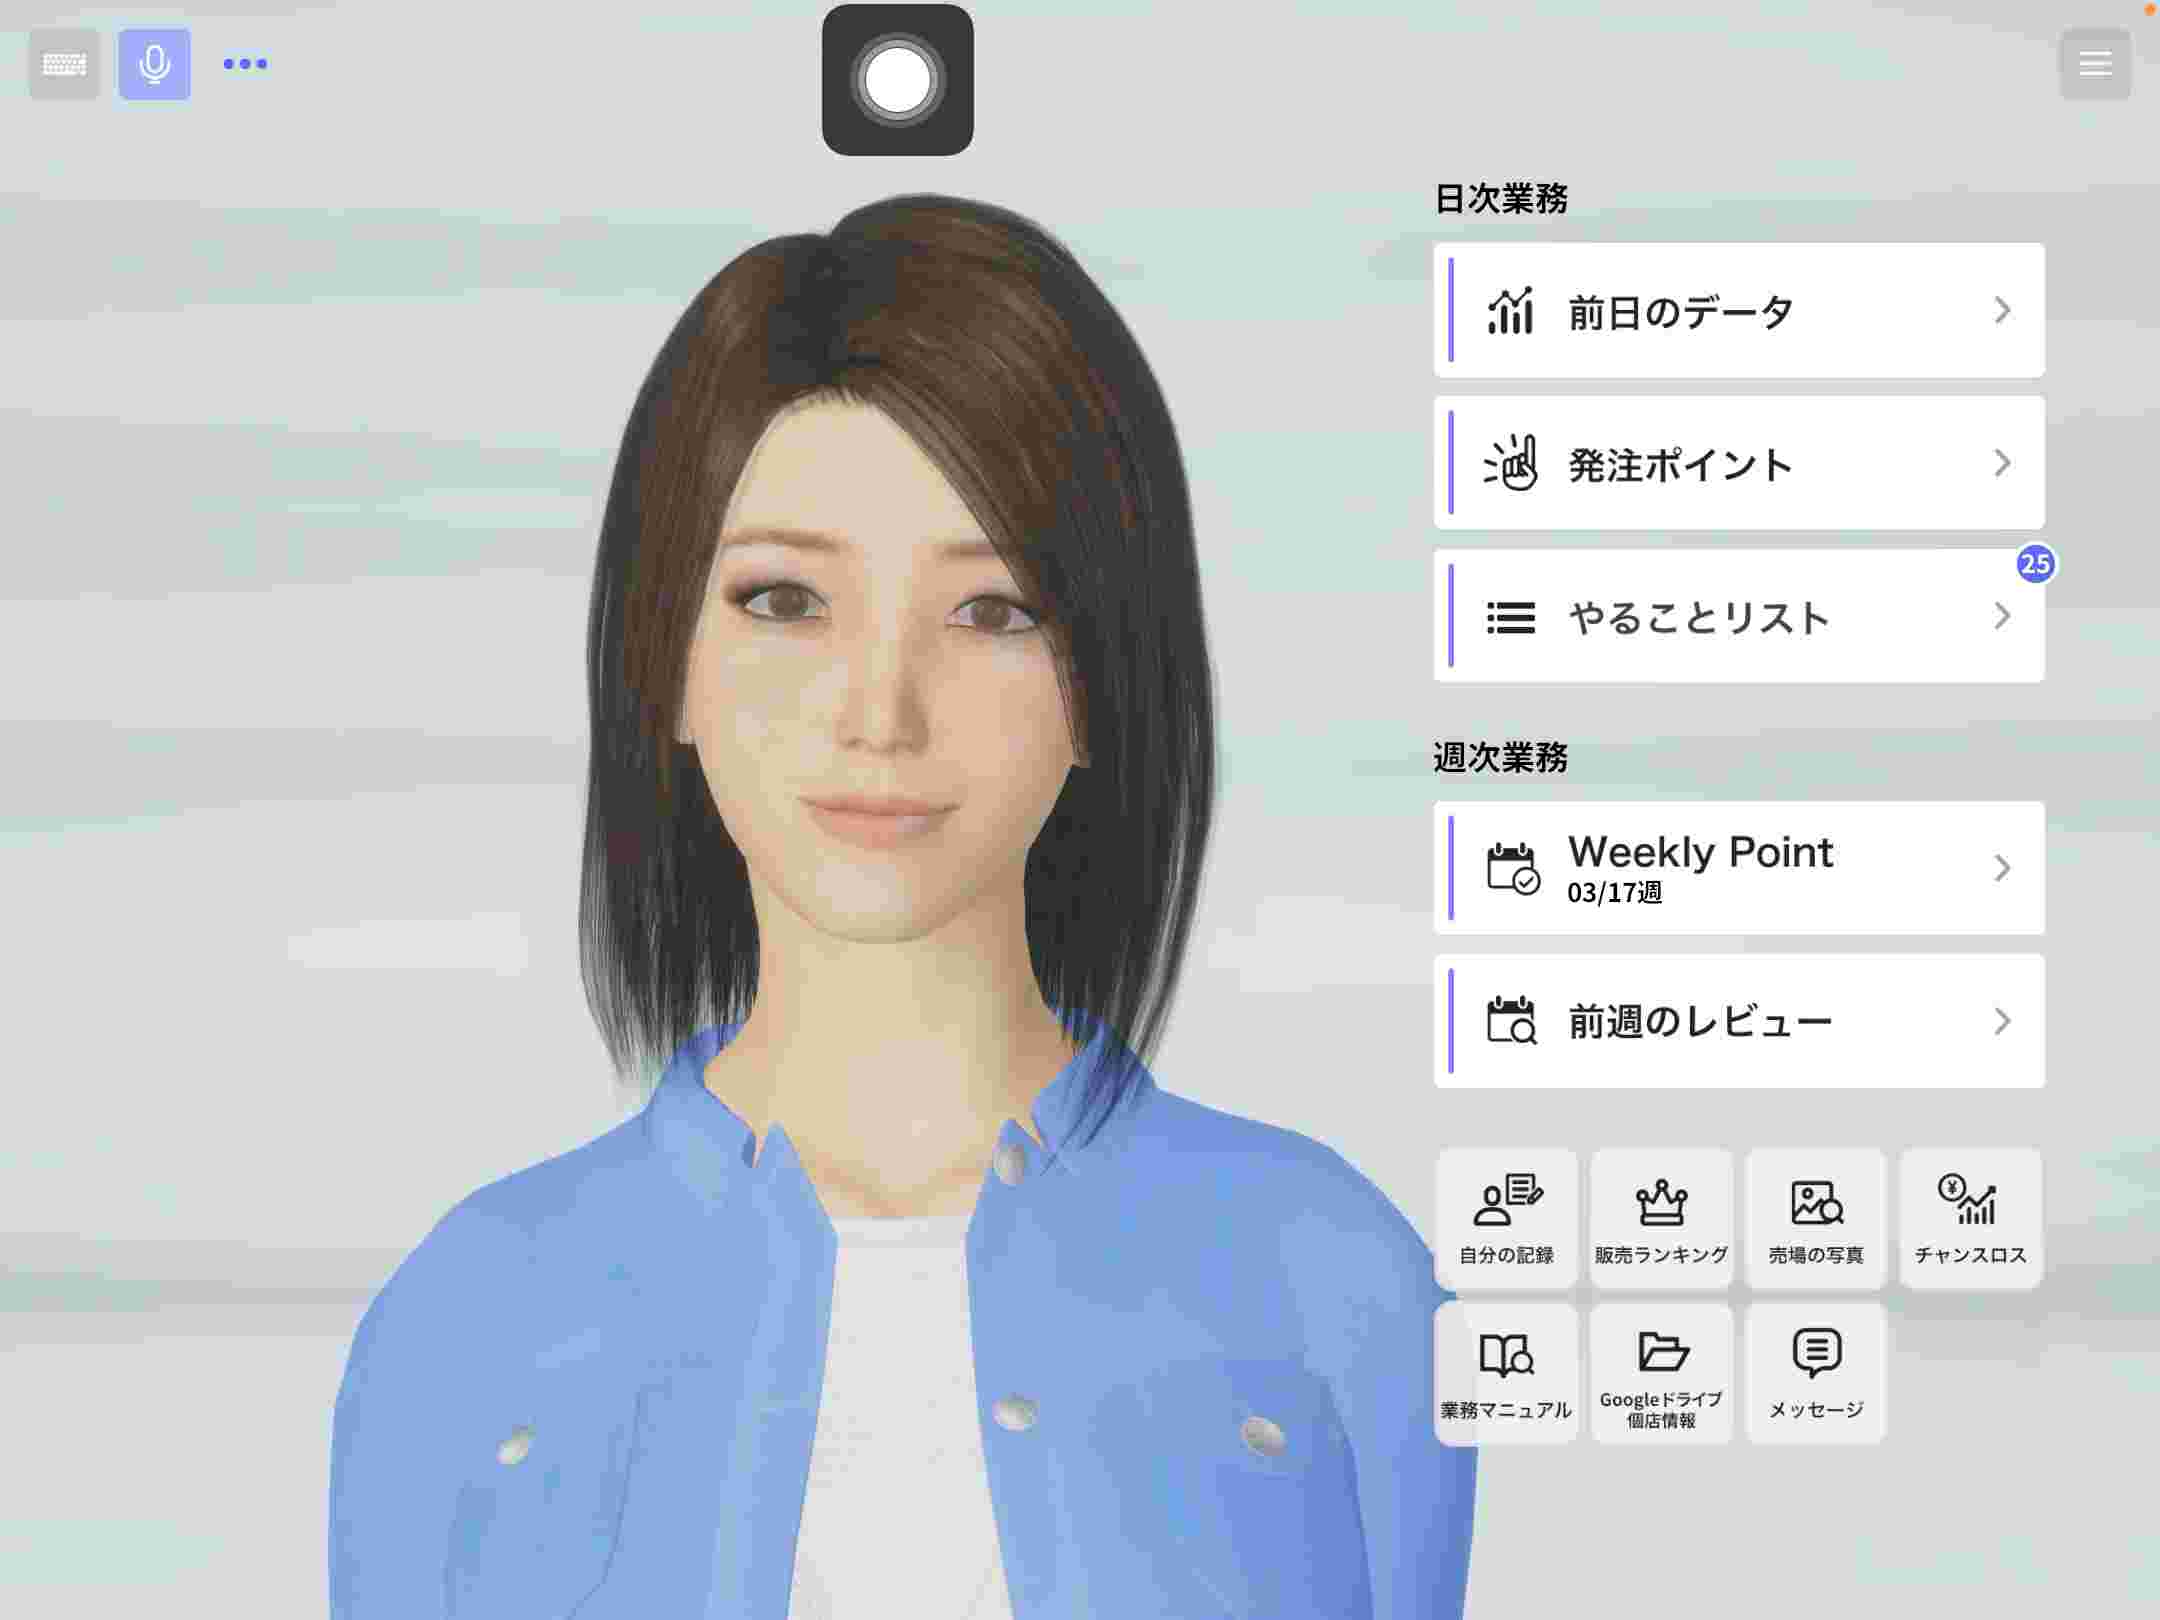 日次業務
前日のデータ
発注ポイント
25
やることリスト
週次業務
Weekly Point
03/17週
前週のレビュー
自分の記録
販売ランキング
売場の写真
チャンスロス
業務マニュアル
Googleドライブ
個店情報
メッセージ